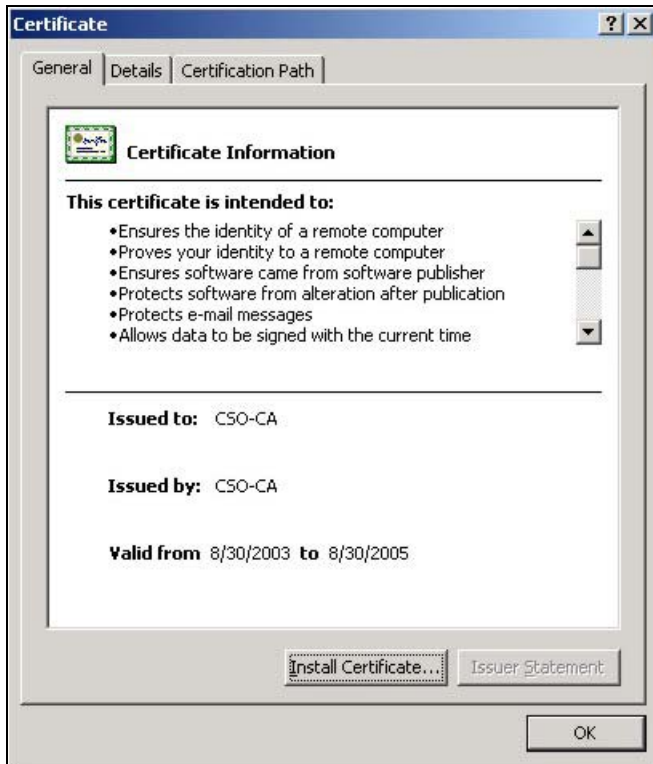 Certificate
General Details Certification Path
Certificate Information
This certificate is intended to:
•Ensures the identity of a remote computer
•Proves your identity to a remote computer
•Ensures software came from software publisher
•Protects software from alteration after publication
•Protects e-mail messages
•Allows data to be signed with the current time
Issued to: CSO-CA
Issued by: CSO-CA
Valid from 8/30/2003 to 8/30/2005
Install Certificate... Issuer Statement
OK